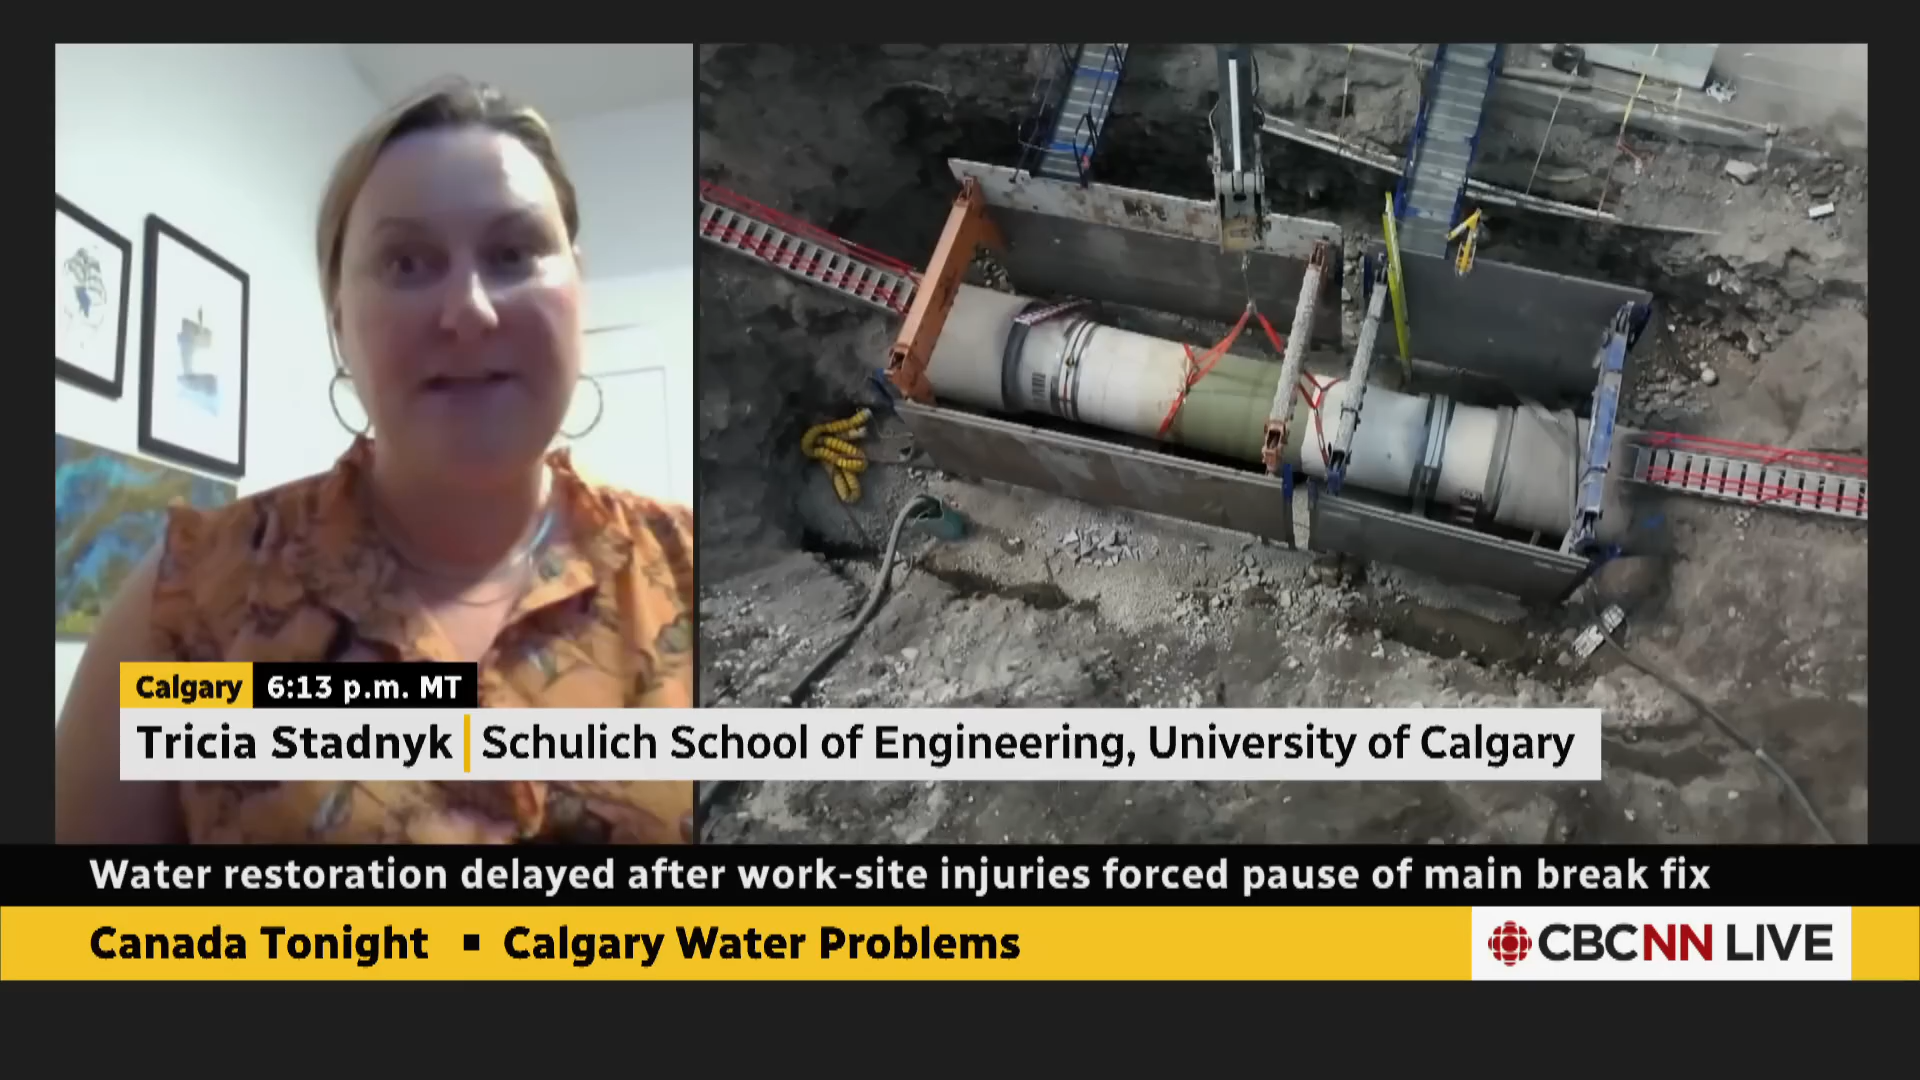 Calgary 6:13 p.m. MT
Tricia Stadnyk Schulich School of Engineering, University of Calgary
Water restoration delayed after work-site injuries forced pause of main break fix
Canada Tonight ▪ Calgary Water Problems
CBCNN LIVE